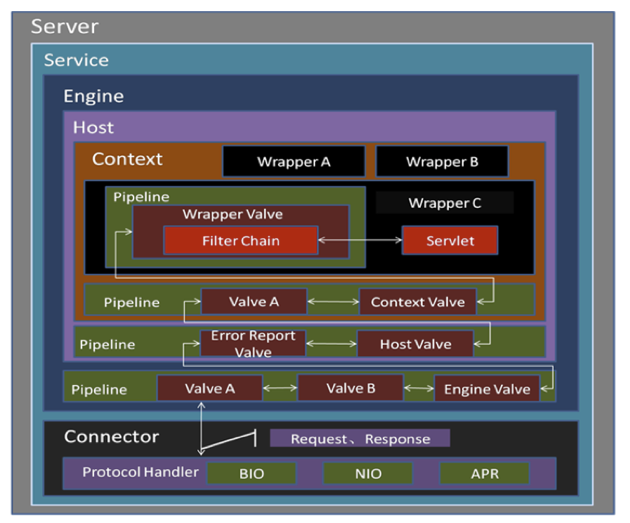 Server
Service
Engine
Host
Context
Wrapper A
Wrapper B
Pipeline
Wrapper Valve
Wrapper C
Filter Chain
Servlet
Pipeline
Valve A
Context Valve
Pipeline
Error Report
Valve
Host Valve
Pipeline
Valve A
Valve B
Engine Valve
Connector
Request、Response
Protocol Handler
BIO
NIO
APR